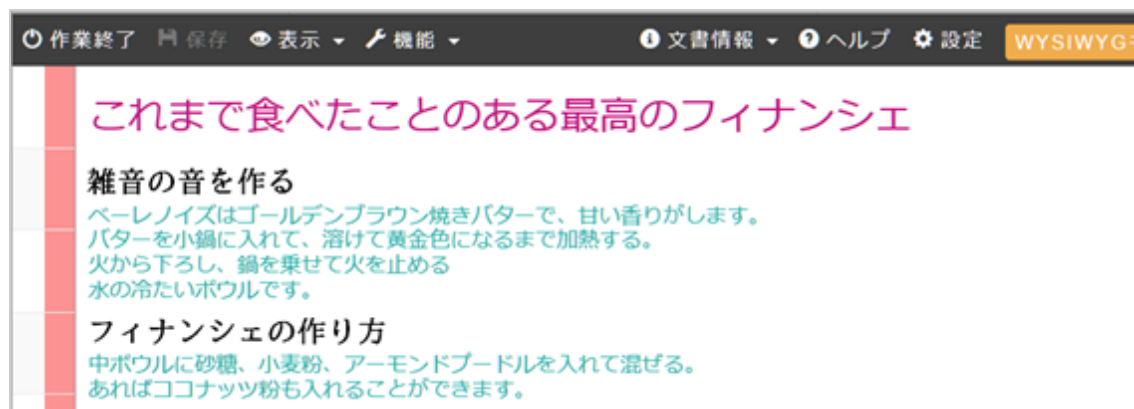 作業終了 保存 表示 機能 文書情報 ヘルプ 設定 WYSIWYG
これまで食べたことのある最高のフィナンシェ
雑音の音を作る
ベーレノイズはゴールデンブラウン焼きバターで、甘い香りがします。
バターを小鍋に入れて、溶けて黄金色になるまで加熱する。
火から下ろし、鍋を乗せて火を止める
水の冷たいボウルです。
フィナンシェの作り方
中ボウルに砂糖、小麦粉、アーモンドプードルを入れて混ぜる。
あればココナッツ粉も入れることができます。